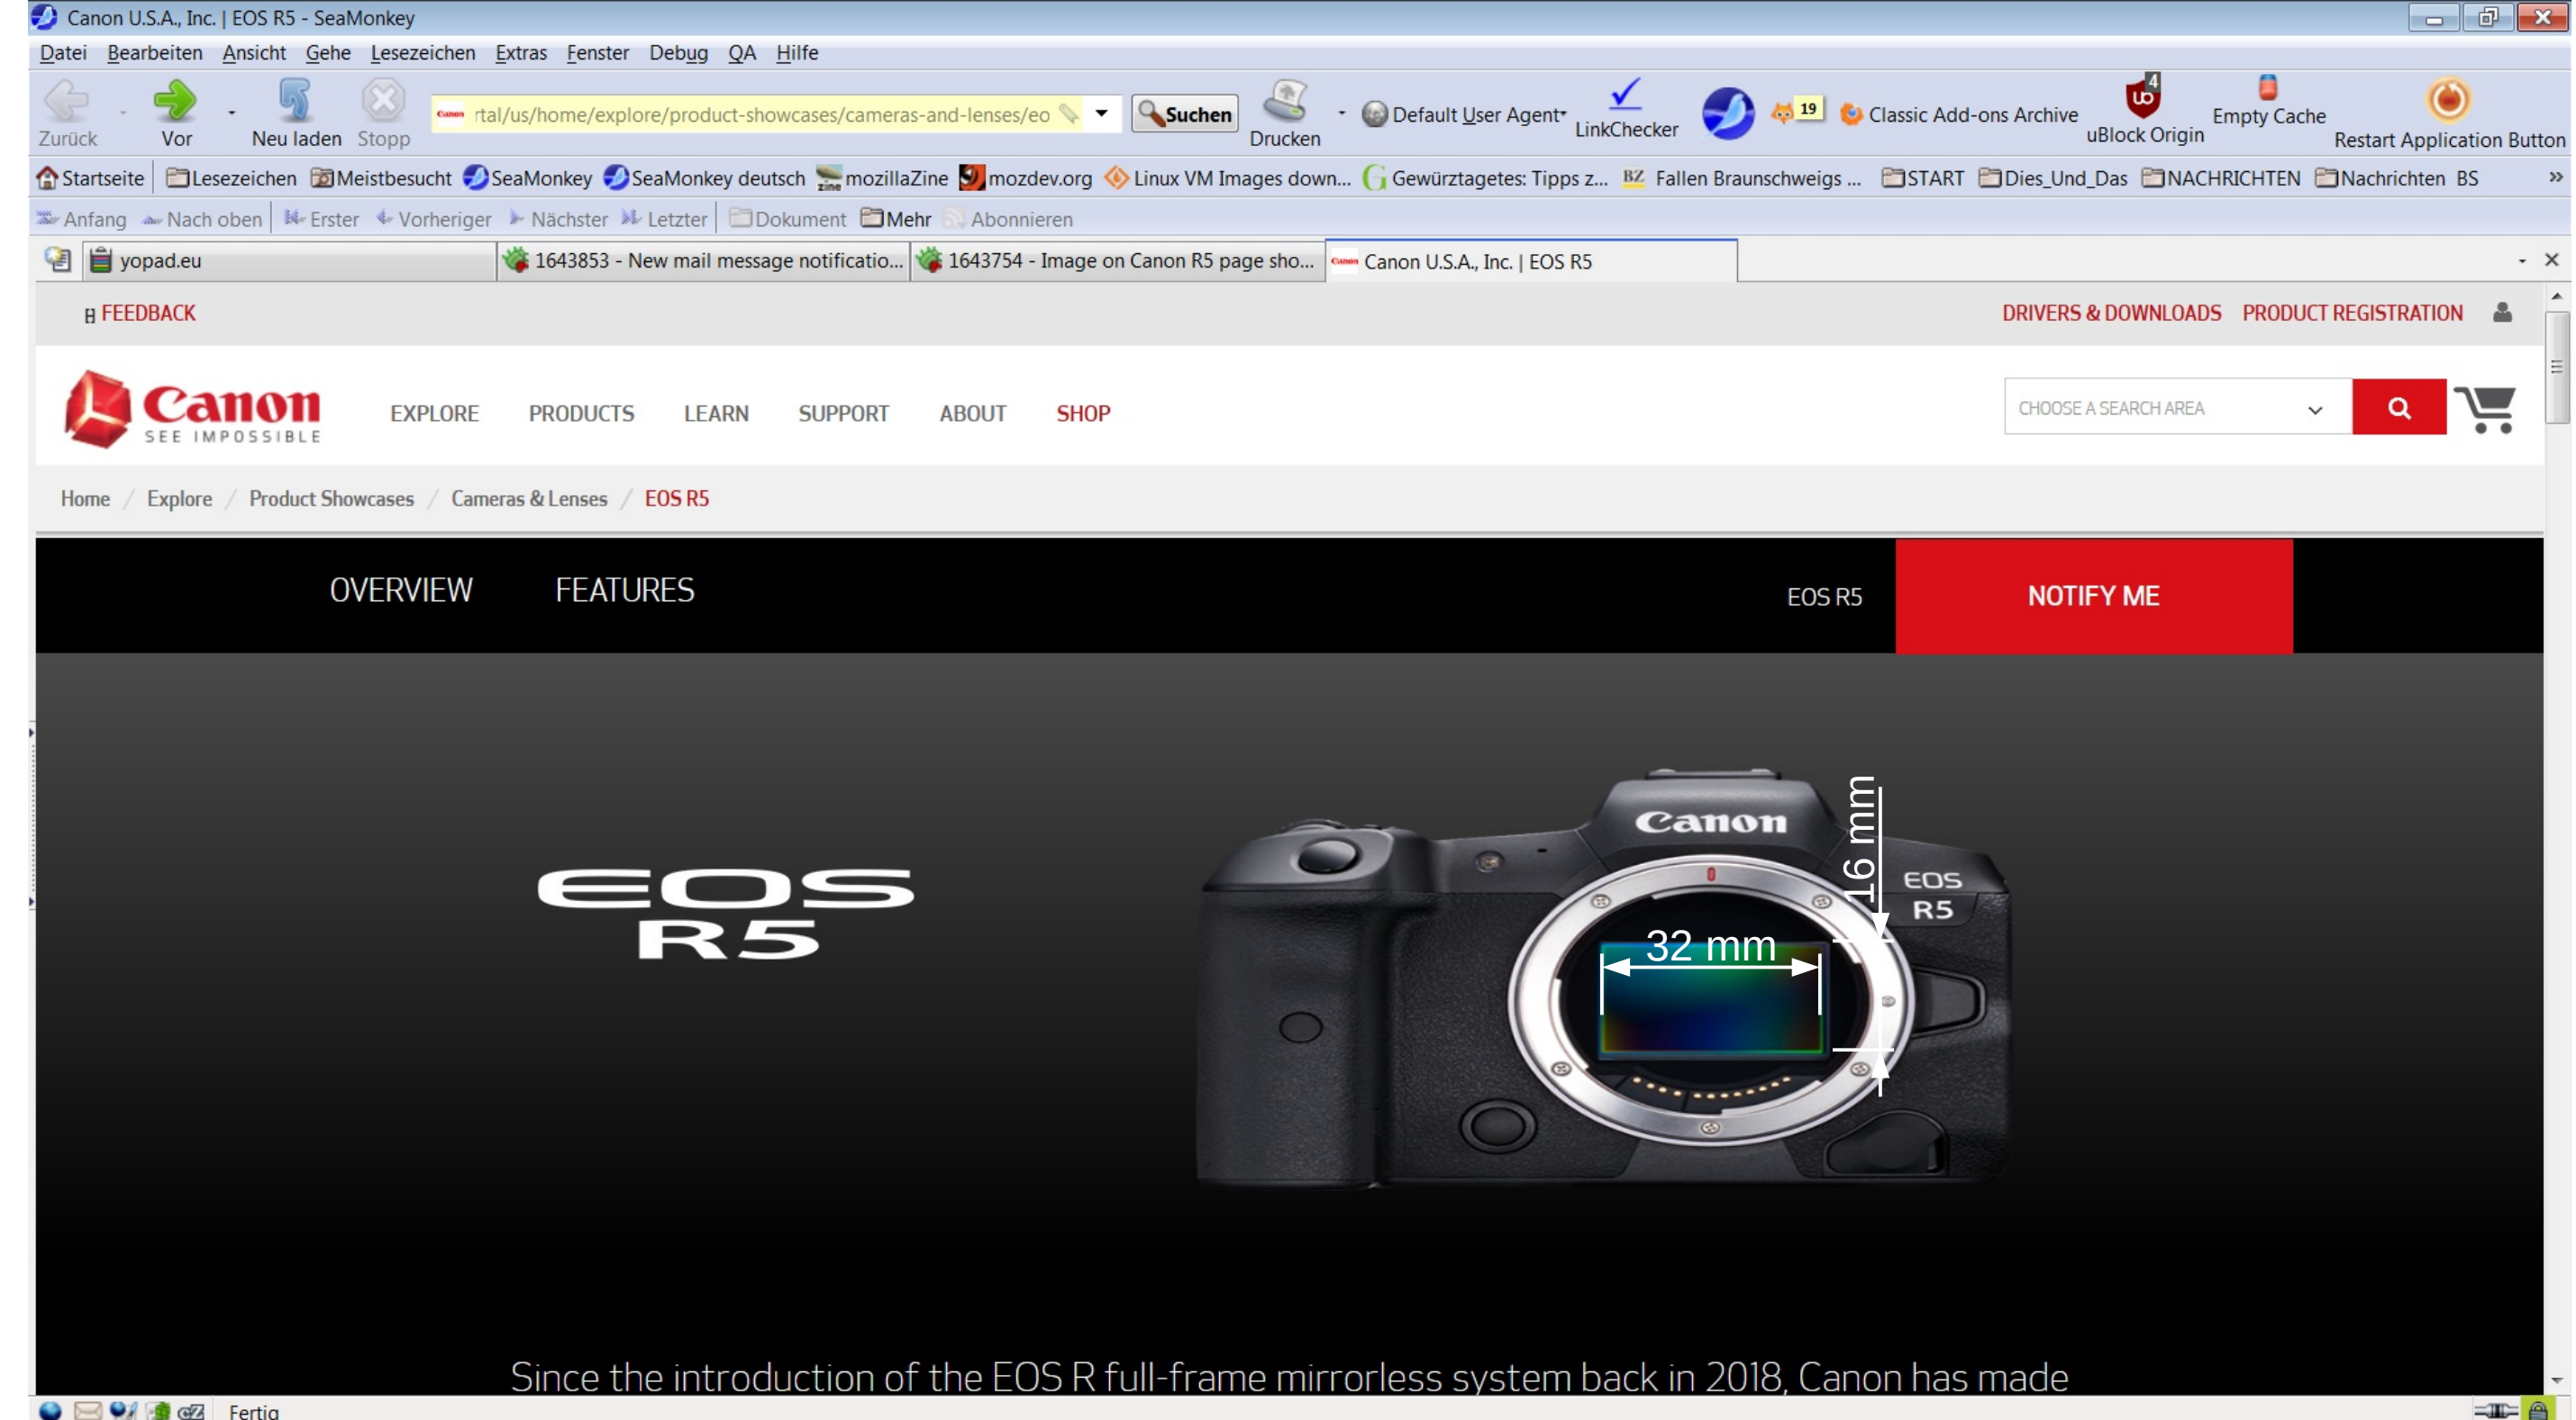 Canon U.S.A., Inc. | EOS R5 - SeaMonkey
Datei Bearbeiten Ansicht Gehe Lesezeichen Extras Fenster Debug QA Hilfe
Zurück Vor Neu laden Stopp rtal/us/home/explore/product-showcases/cameras-and-lenses/eo Suchen Drucken Default User Agent LinkChecker 19 Classic Add-ons Archive 4 uBlock Origin Empty Cache Restart Application Button
Startseite Lesezeichen Meistbesucht SeaMonkey SeaMonkey deutsch mozillaZine mozdev.org Linux VM Images down... Gewürztagetes: Tipps z... BZ Fallen Braunschweigs ... START Dies_Und_Das NACHRICHTEN Nachrichten BS »
Anfang Nach oben Erster Vorheriger Nächster Letzter Dokument Mehr Abonnieren
yopad.eu 1643853 - New mail message notificatio... 1643754 - Image on Canon R5 page sho... Canon U.S.A., Inc. | EOS R5
FEEDBACK DRIVERS & DOWNLOADS PRODUCT REGISTRATION
Canon
SEE IMPOSSIBLE
EXPLORE PRODUCTS LEARN SUPPORT ABOUT SHOP CHOOSE A SEARCH AREA
Home / Explore / Product Showcases / Cameras & Lenses / EOS R5
OVERVIEW FEATURES EOS R5 NOTIFY ME
EOS
R5
Canon
16 mm
EOS
R5
32 mm
Since the introduction of the EOS R full-frame mirrorless system back in 2018, Canon has made
cZ Fertig